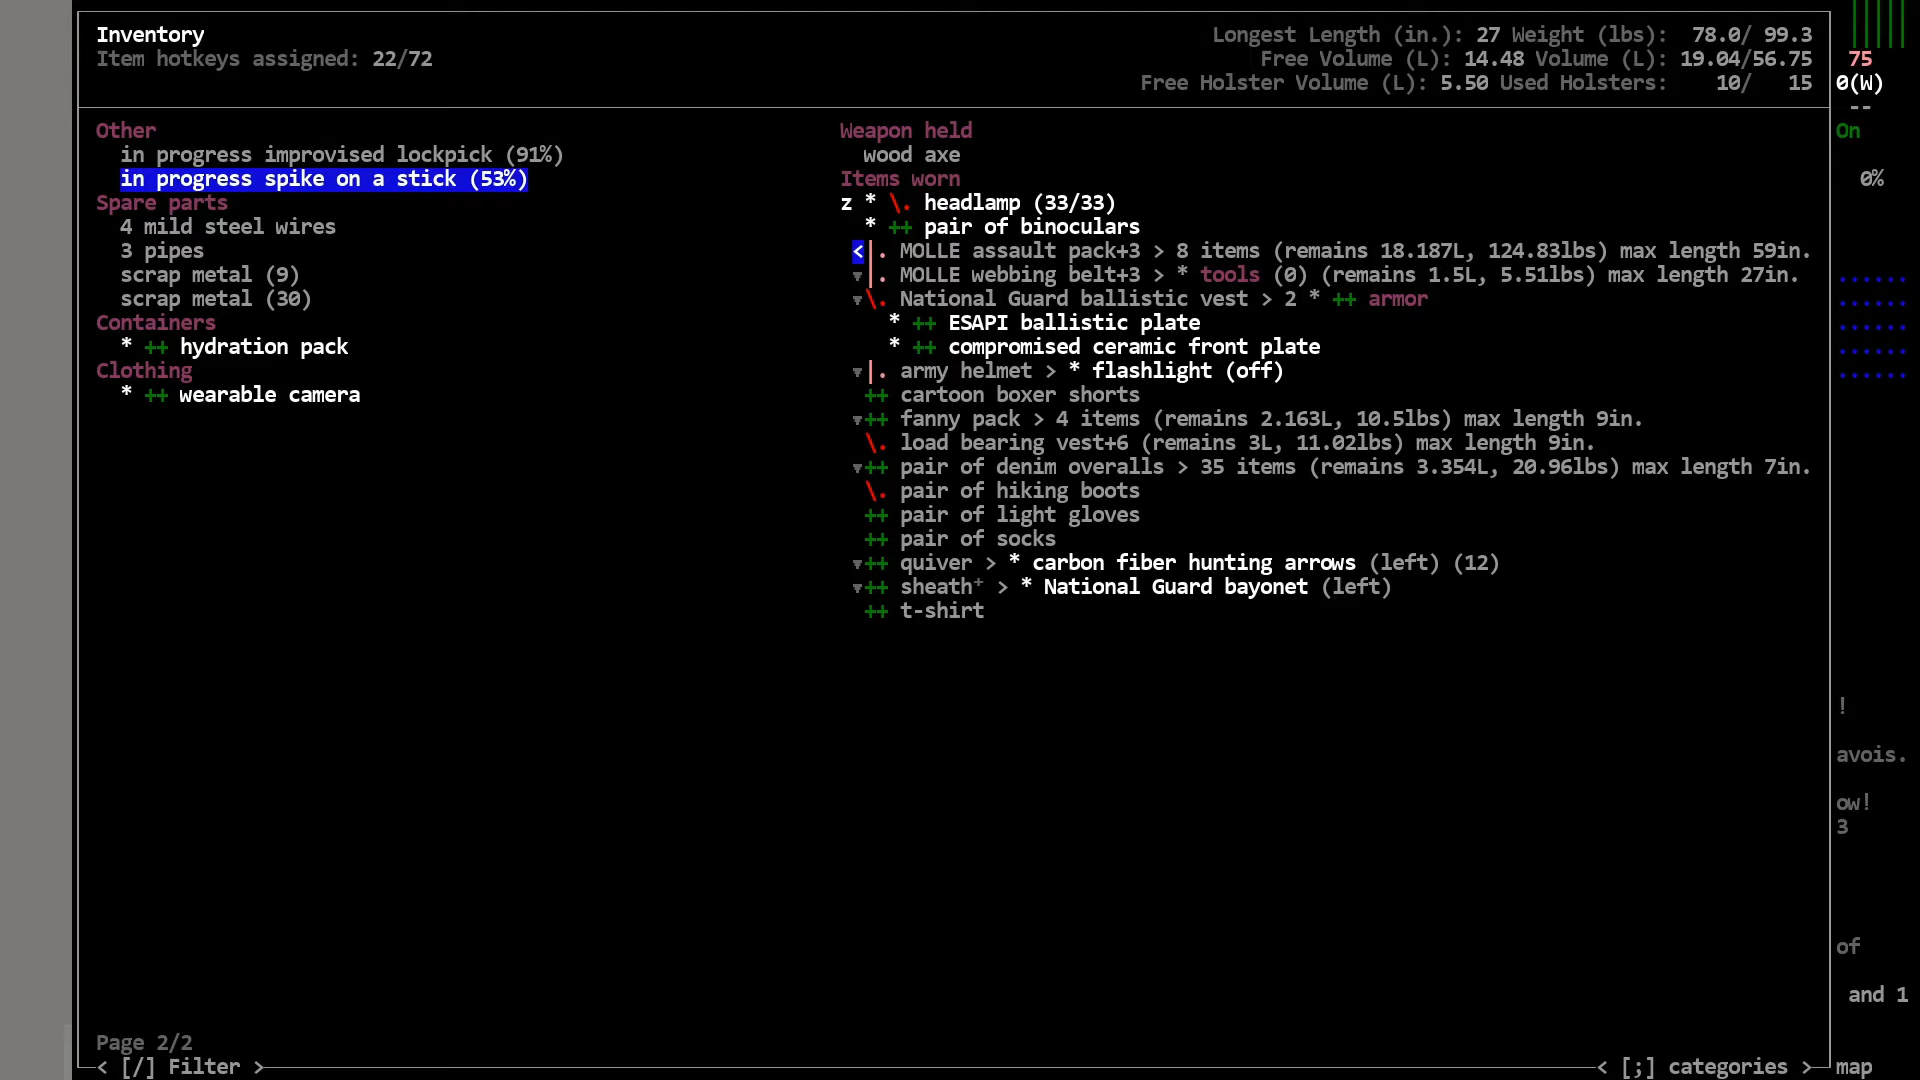 Inventory
Item hotkeys assigned: 22/72
Longest Length (in.): 27 Weight (lbs): 78.0/ 99.3
Free Volume (L): 14.48 Volume (L): 19.04/56.75
Free Holster Volume (L): 5.50 Used Holsters: 10/ 15
Other
in progress improvised lockpick (91%)
in progress spike on a stick (53%)
Spare parts
4 mild steel wires
3 pipes
scrap metal (9)
scrap metal (30)
Containers
* ++ hydration pack
Clothing
* ++ wearable camera
Weapon held
wood axe
Items worn
z * \. headlamp (33/33)
* ++ pair of binoculars
<|. MOLLE assault pack+3 > 8 items (remains 18.187L, 124.83lbs) max length 59in.
▼|. MOLLE webbing belt+3 > * tools (0) (remains 1.5L, 5.51lbs) max length 27in.
▼\. National Guard ballistic vest > 2 * ++ armor
* ++ ESAPI ballistic plate
* ++ compromised ceramic front plate
▼|. army helmet > * flashlight (off)
++ cartoon boxer shorts
▼++ fanny pack > 4 items (remains 2.163L, 10.5lbs) max length 9in.
\. load bearing vest+6 (remains 3L, 11.02lbs) max length 9in.
▼++ pair of denim overalls > 35 items (remains 3.354L, 20.96lbs) max length 7in.
\. pair of hiking boots
++ pair of light gloves
++ pair of socks
▼++ quiver > * carbon fiber hunting arrows (left) (12)
▼++ sheath⁺ > * National Guard bayonet (left)
++ t-shirt
Page 2/2
< [/] Filter >
< [;] categories >
75
0(W)
--
On
0%
!
avois.
ow!
3
of
and 1
map